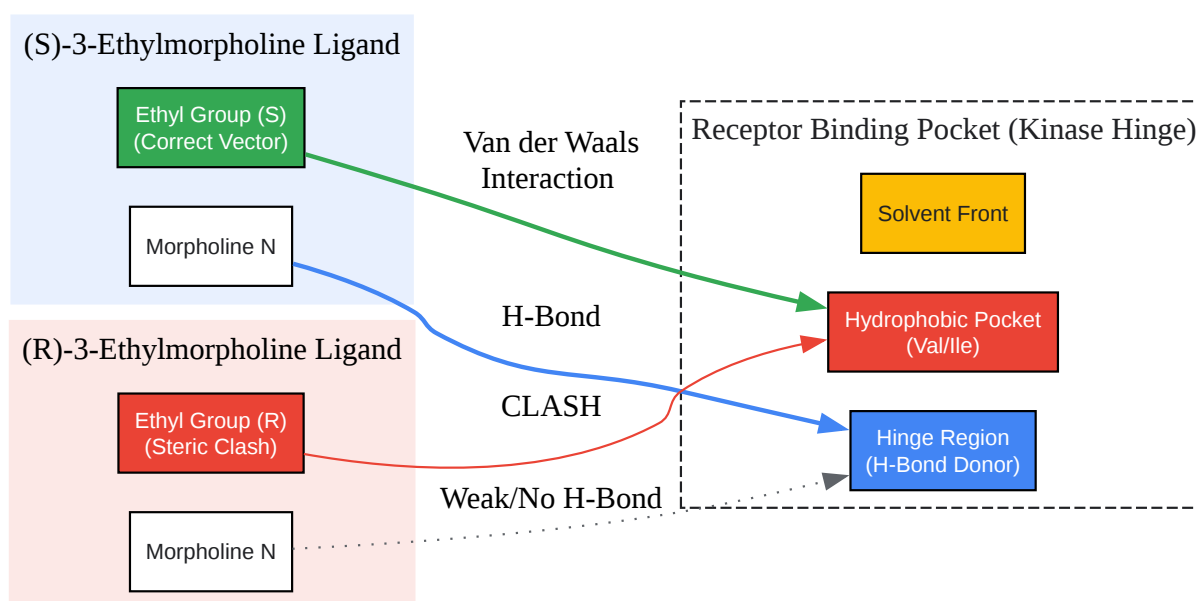 (S)-3-Ethylmorpholine Ligand
Ethyl Group (S)
(Correct Vector)
Morpholine N
(R)-3-Ethylmorpholine Ligand
Ethyl Group (R)
(Steric Clash)
Morpholine N
Van der Waals
Interaction
H-Bond
CLASH
Weak/No H-Bond
Receptor Binding Pocket (Kinase Hinge)
Solvent Front
Hydrophobic Pocket
(Val/Ile)
Hinge Region
(H-Bond Donor)